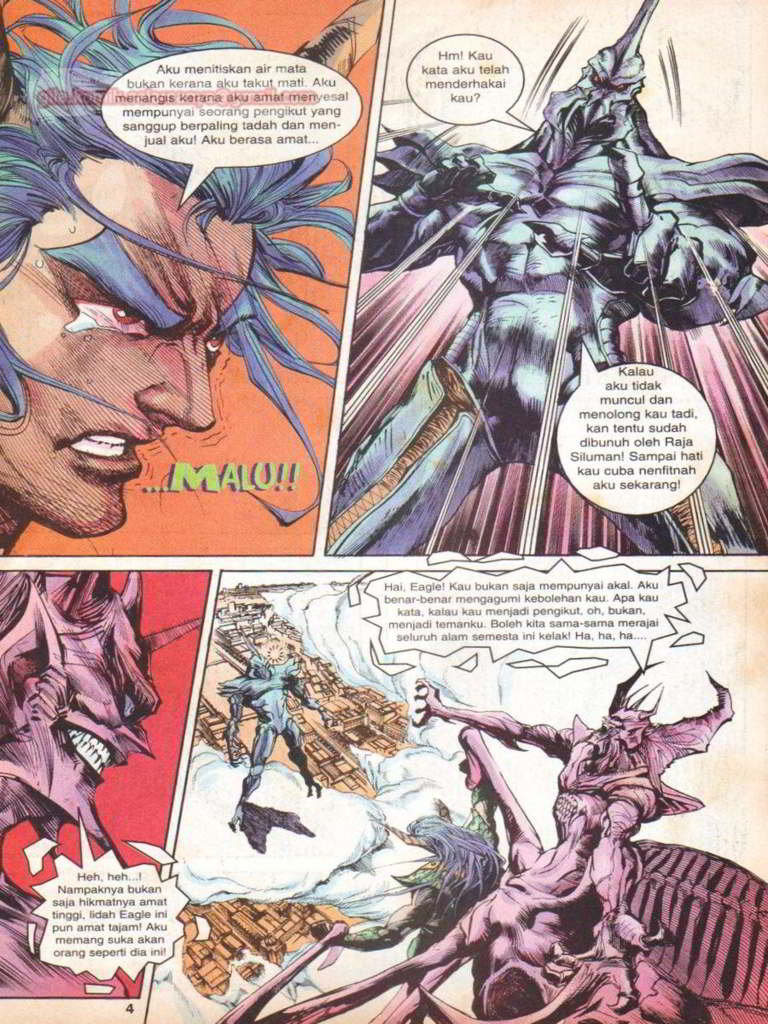 Aku menitiskan air mata
bukan kerana aku takut mati. Aku
menangis kerana aku amat menyesal
mempunyai seorang pengikut yang
sanggup berpaling tadah dan men-
jual aku! Aku berasa amat...
...MALU!!
Hm! Kau
kata aku telah
menderhakai
kau?
Kalau
aku tidak
muncul dan
menolong kau tadi,
kan tentu sudah
dibunuh oleh Raja
Siluman! Sampai hati
kau cuba nenfitnah
aku sekarang!
Heh, heh...!
Nampaknya bukan
saja hikmatnya amat
tinggi, lidah Eagle ini
pun amat tajam! Aku
memang suka akan
orang seperti dia ini!
Hai, Eagle! Kau bukan saja mempunyai akal. Aku
benar-benar mengagumi kebolehan kau. Apa kau
kata, kalau kau menjadi pengikut, oh, bukan,
menjadi temanku. Boleh kita sama-sama merajai
seluruh alam semesta ini kelak! Ha, ha, ha....
4